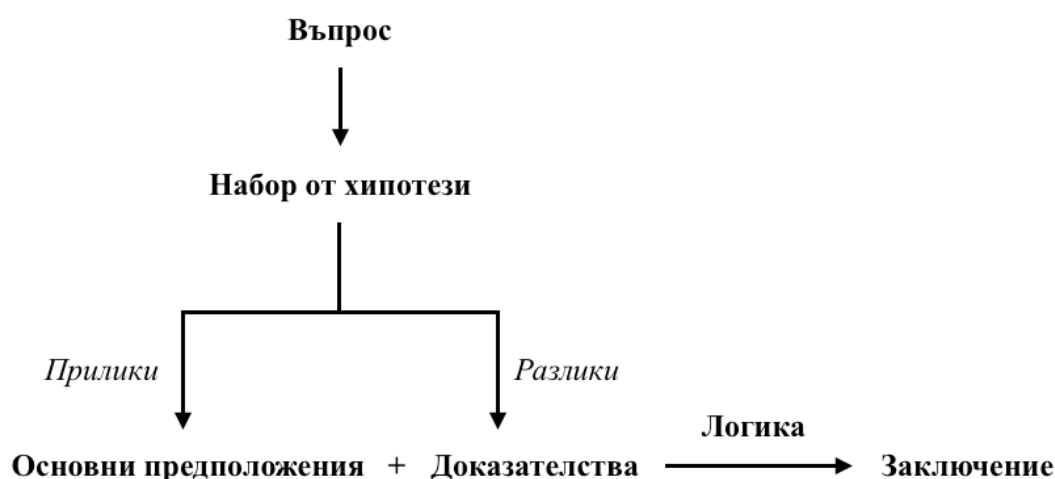 Въпрос
Набор от хипотези
Прилики
Разлики
Логика
Основни предположения + Доказателства Заключение